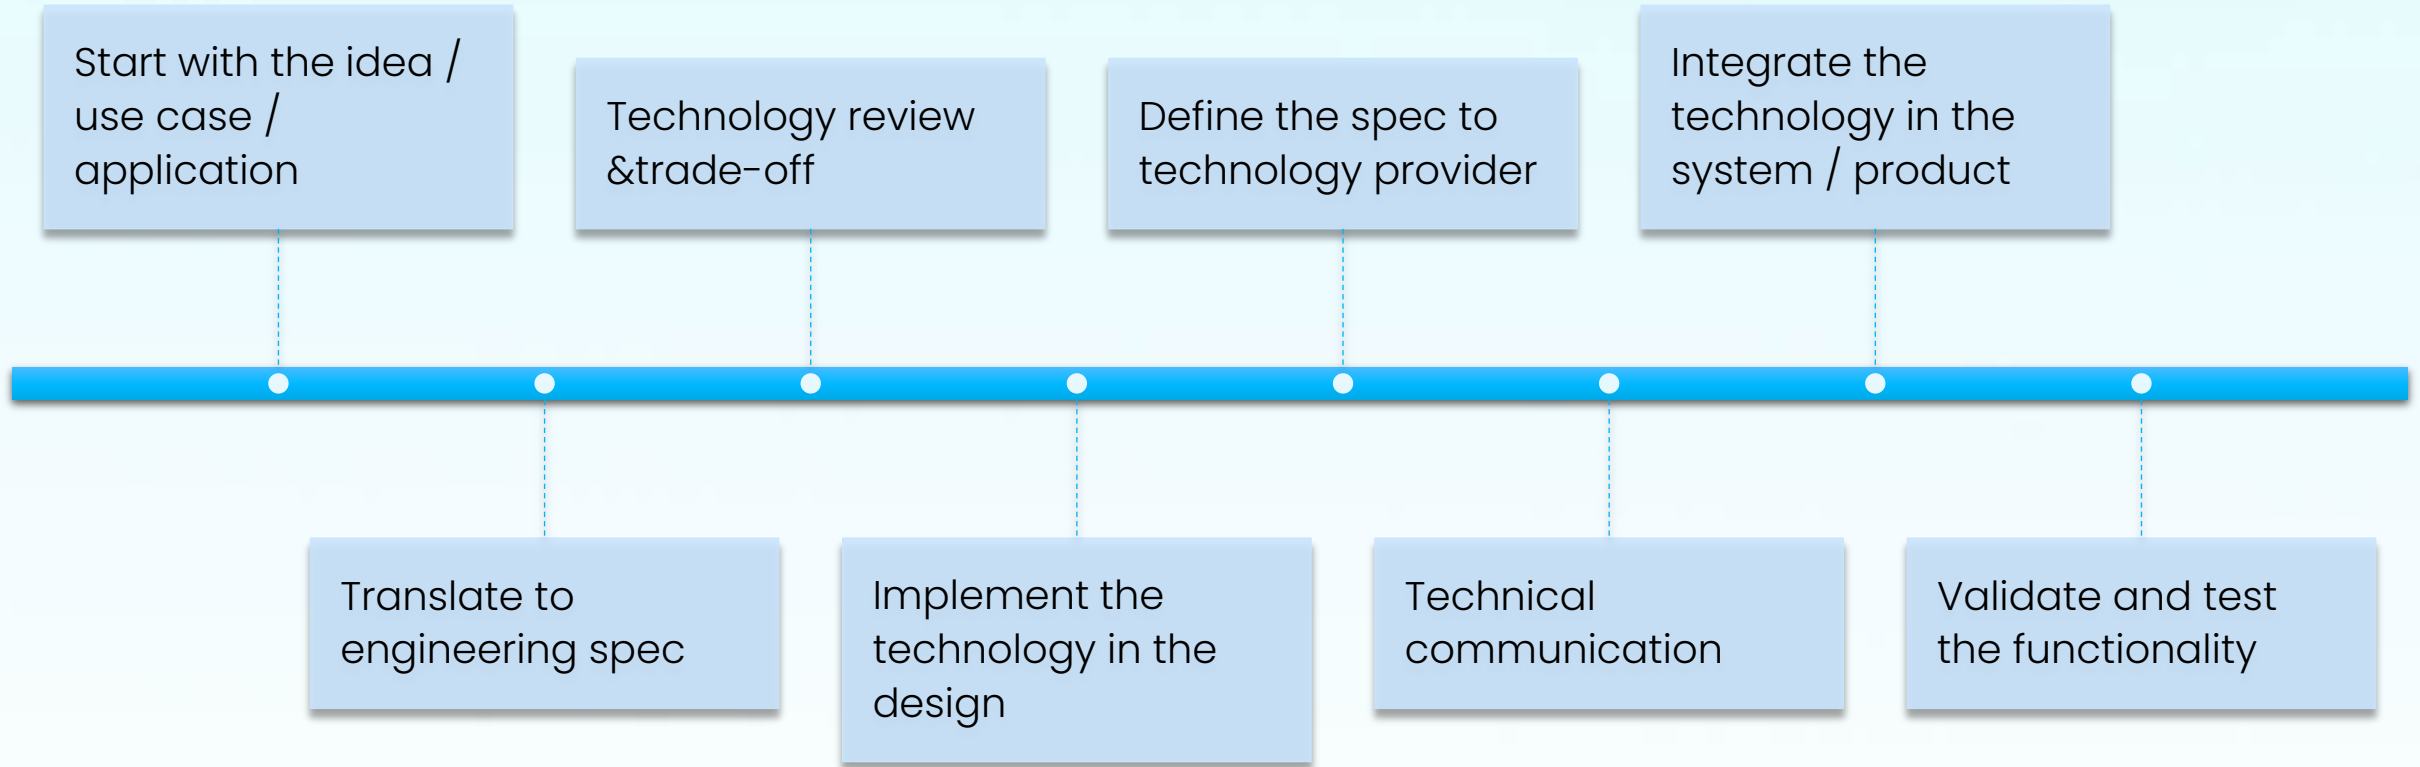 Start with the idea /
use case /
application
Translate to
engineering spec
Technology review
&trade-off
Implement the
technology in the
design
Define the spec to
technology provider
Technical
communication
Integrate the
technology in the
system / product
Validate and test
the functionality